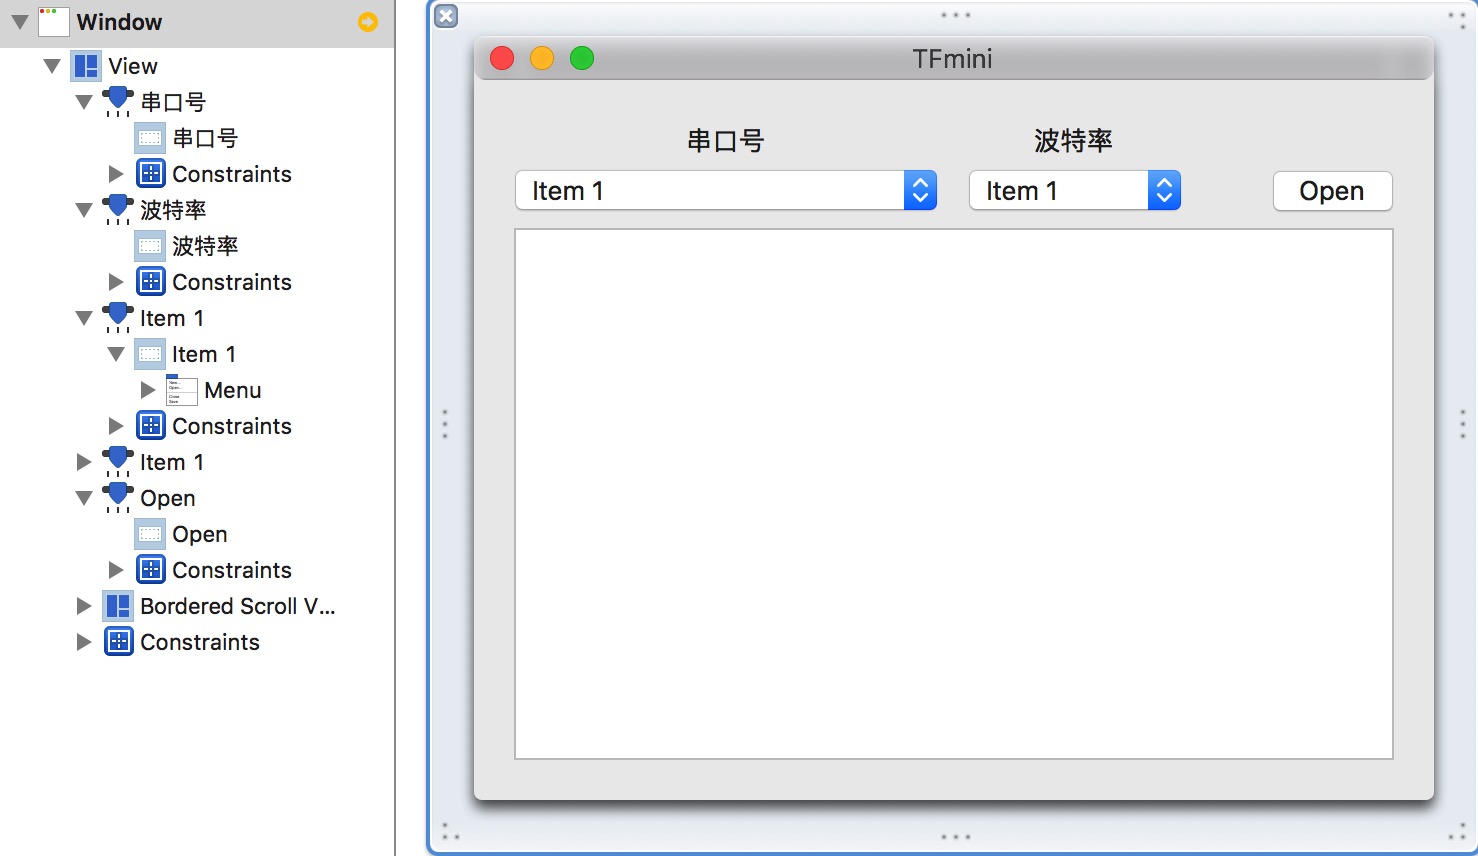 Window
View
串口号
串口号
Constraints
波特率
波特率
Constraints
Item 1
Item 1
Menu
Constraints
Item 1
Open
Open
Constraints
Bordered Scroll V...
Constraints
TFmini
串口号 波特率
Item 1 Item 1 Open